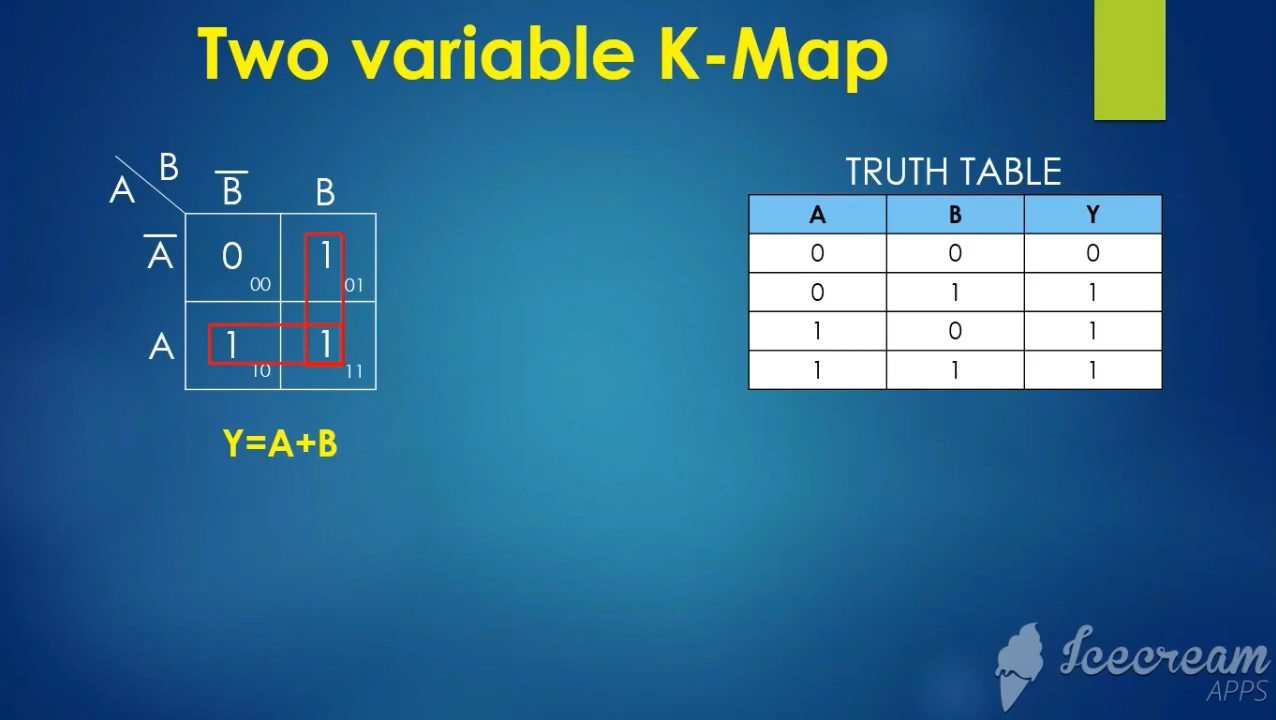 Two variable K-Map
B
A
B̅ B
A̅ 0 1
00 01
A 1 1
10 11
Y=A+B
TRUTH TABLE
A B Y
0 0 0
0 1 1
1 0 1
1 1 1
Icecream
APPS